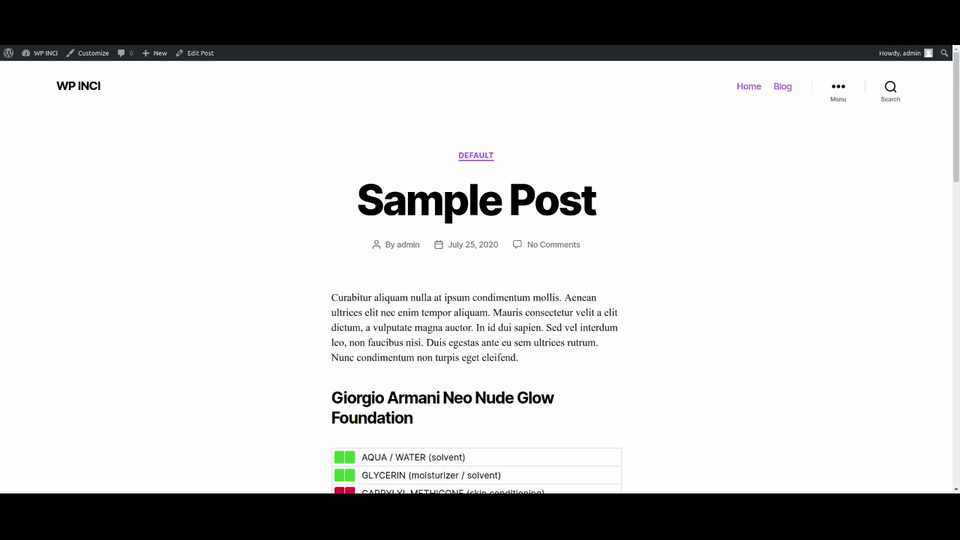 WP INCI Customize 0 New Edit Post Howdy, admin
WP INCI
Home Blog
Menu Search
DEFAULT
Sample Post
By admin July 25, 2020 No Comments
Curabitur aliquam nulla at ipsum condimentum mollis. Aenean
ultrices elit nec enim tempor aliquam. Mauris consectetur velit a elit
dictum, a vulputate magna auctor. In id dui sapien. Sed vel interdum
leo, non faucibus nisi. Duis egestas ante eu sem ultrices rutrum.
Nunc condimentum non turpis eget eleifend.
Giorgio Armani Neo Nude Glow
Foundation
AQUA / WATER (solvent)
GLYCERIN (moisturizer / solvent)
CAPRYLYL METHICONE (skin conditioning)